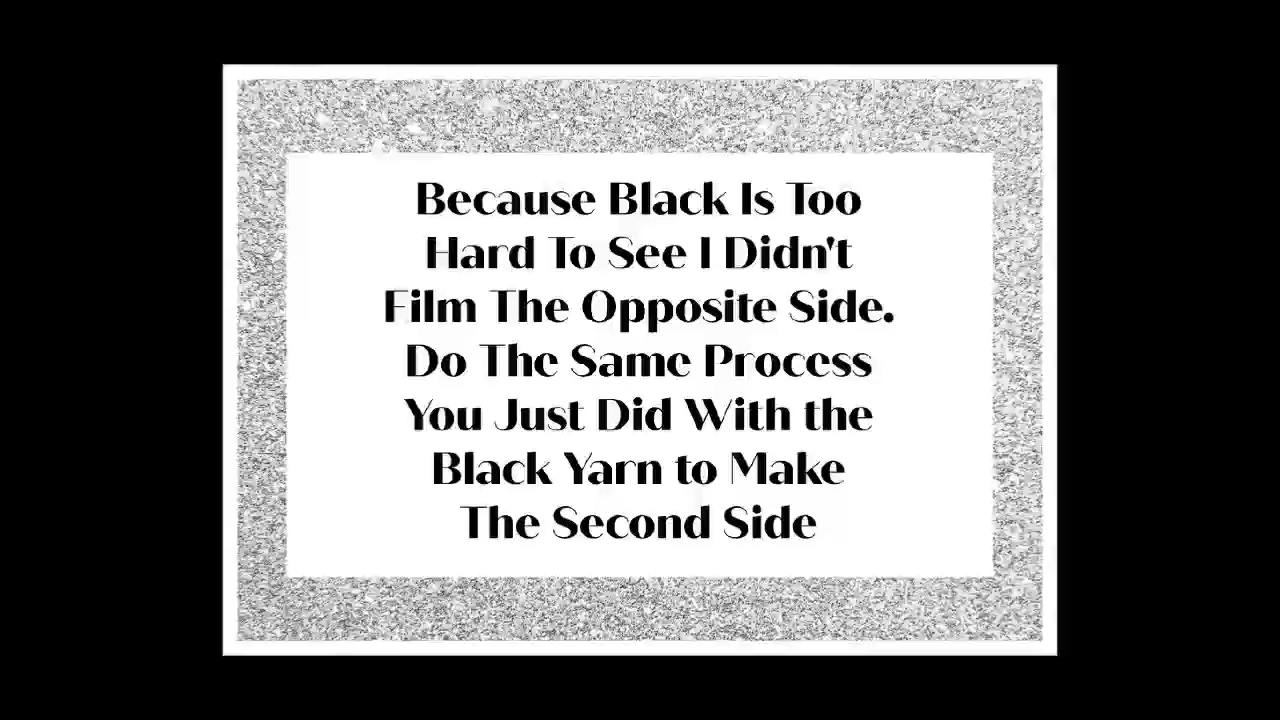 Because Black Is Too
Hard To See I Didn't
Film The Opposite Side.
Do The Same Process
You Just Did With the
Black Yarn to Make
The Second Side